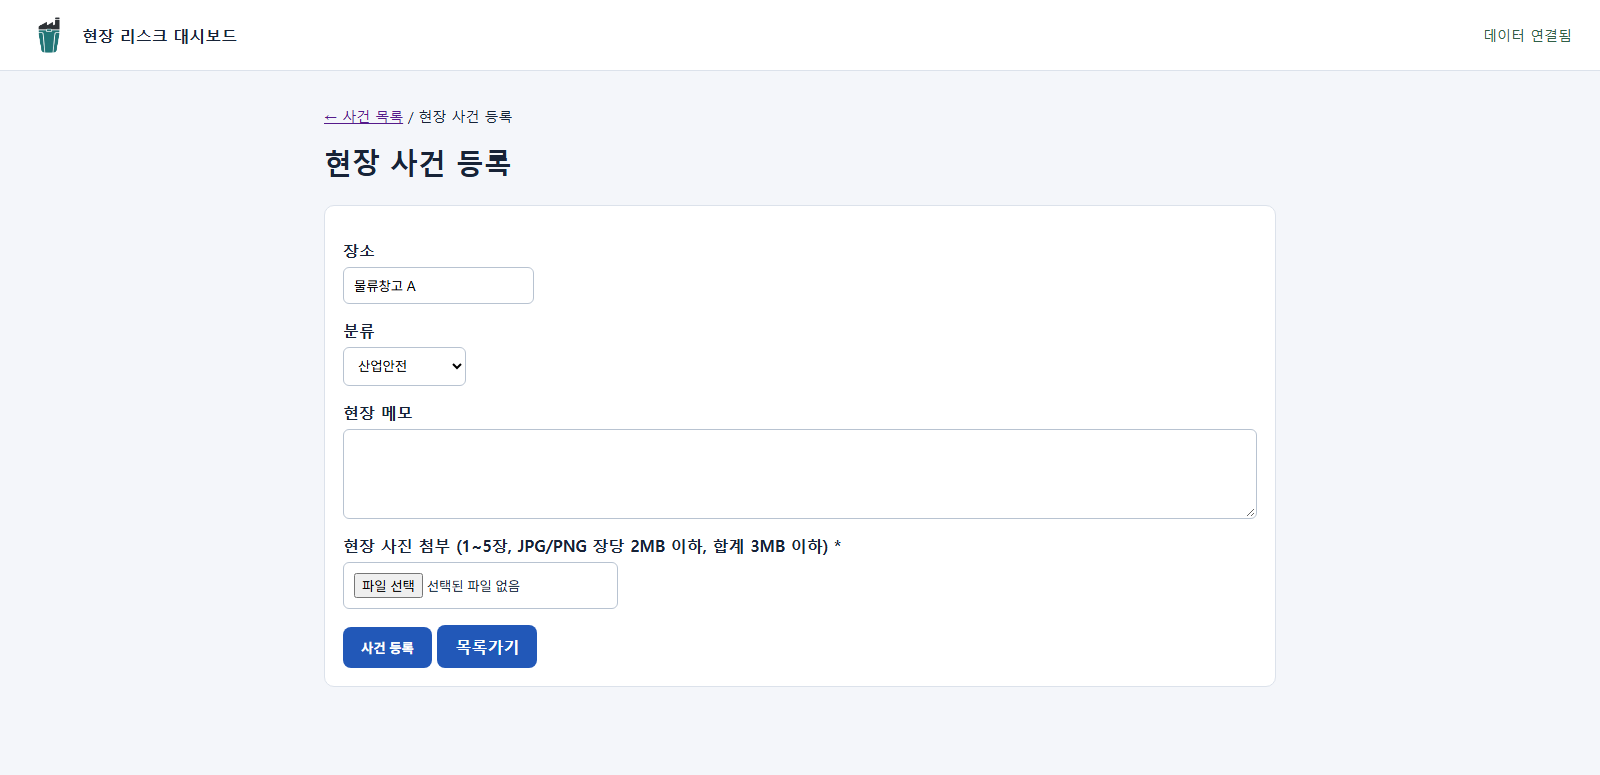 현장 리스크 대시보드
데이터 연결됨
← 사건 목록 / 현장 사건 등록
현장 사건 등록
장소
물류창고 A
분류
산업안전
현장 메모
현장 사진 첨부 (1~5장, JPG/PNG 장당 2MB 이하, 합계 3MB 이하) *
파일 선택 선택된 파일 없음
사건 등록 목록가기